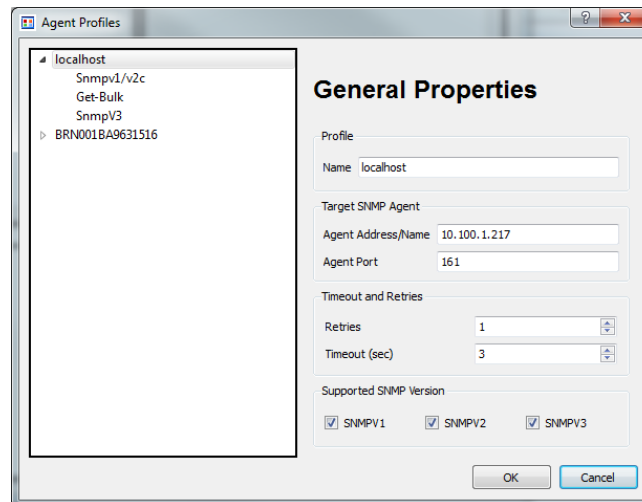 Agent Profiles
localhost
Snmpv1/v2c
Get-Bulk
SnmpV3
BRN001BA9631516
General Properties
Profile
Name localhost
Target SNMP Agent
Agent Address/Name 10.100.1.217
Agent Port 161
Timeout and Retries
Retries 1
Timeout (sec) 3
Supported SNMP Version
SNMPV1 SNMPV2 SNMPV3
OK Cancel